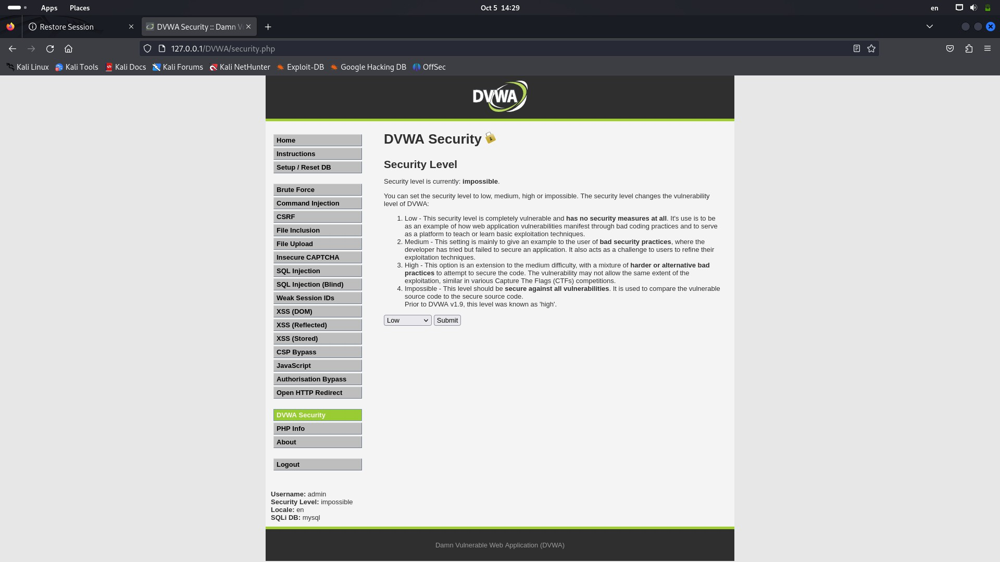 Apps Places Oct 5 14:29 en
Restore Session DVWA Security :: Damn V
127.0.0.1/DVWA/security.php
Kali Linux Kali Tools Kali Docs Kali Forums Kali NetHunter Exploit-DB Google Hacking DB OffSec
DVWA
Home
Instructions
Setup / Reset DB
Brute Force
Command Injection
CSRF
File Inclusion
File Upload
Insecure CAPTCHA
SQL Injection
SQL Injection (Blind)
Weak Session IDs
XSS (DOM)
XSS (Reflected)
XSS (Stored)
CSP Bypass
JavaScript
Authorisation Bypass
Open HTTP Redirect
DVWA Security
PHP Info
About
Logout
Username: admin
Security Level: impossible
Locale: en
SQLi DB: mysql
DVWA Security
Security Level
Security level is currently: impossible.
You can set the security level to low, medium, high or impossible. The security level changes the vulnerability
level of DVWA:
1. Low - This security level is completely vulnerable and has no security measures at all. It's use is to be
as an example of how web application vulnerabilities manifest through bad coding practices and to serve
as a platform to teach or learn basic exploitation techniques.
2. Medium - This setting is mainly to give an example to the user of bad security practices, where the
developer has tried but failed to secure an application. It also acts as a challenge to users to refine their
exploitation techniques.
3. High - This option is an extension to the medium difficulty, with a mixture of harder or alternative bad
practices to attempt to secure the code. The vulnerability may not allow the same extent of the
exploitation, similar in various Capture The Flags (CTFs) competitions.
4. Impossible - This level should be secure against all vulnerabilities. It is used to compare the vulnerable
source code to the secure source code.
Prior to DVWA v1.9, this level was known as 'high'.
Low Submit
Damn Vulnerable Web Application (DVWA)